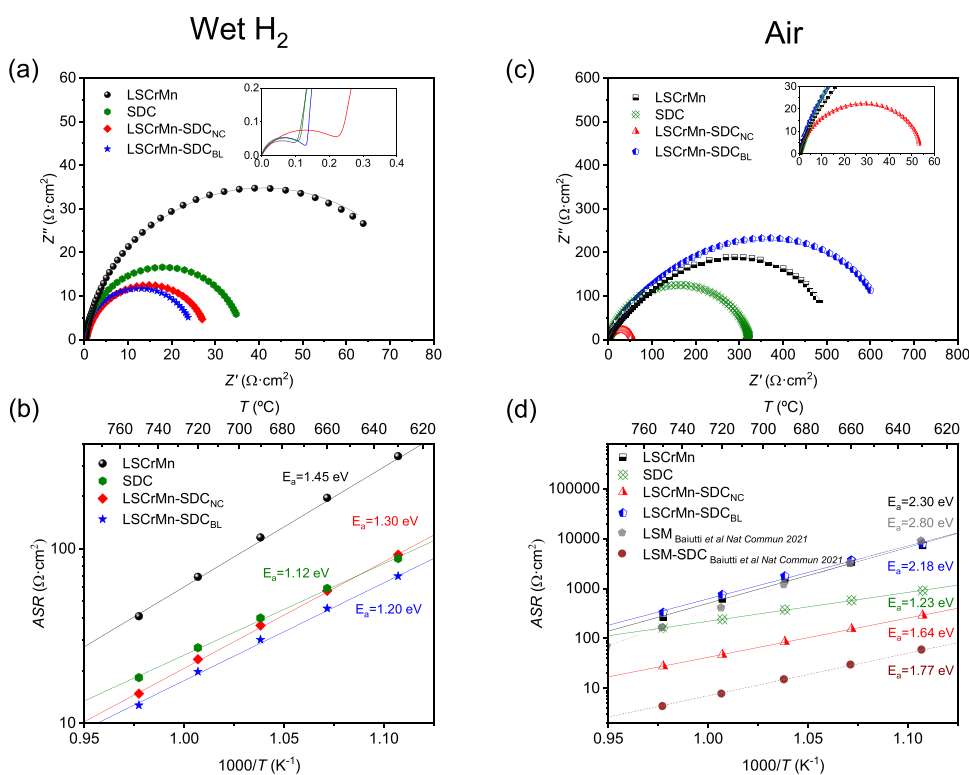 Wet H2
Air
(a)
60
50
40
30
20
10
0
Z″ (Ω·cm²)
LSCrMn
SDC
LSCrMn-SDCNC
LSCrMn-SDCBL
0.2
0.1
0.0
0.0 0.2 0.4
0 20 40 60 80
Z' (Ω·cm²)
(c)
600
500
400
300
200
100
0
Z″ (Ω·cm²)
LSCrMn
SDC
LSCrMn-SDCNC
LSCrMn-SDCBL
30
20
10
0
0 10 20 30 40 50 60
0 100 200 300 400 500 600 700 800
Z' (Ω·cm²)
(b)
T (ºC)
760 740 720 700 680 660 640 620
ASR (Ω·cm²)
100
10
LSCrMn
SDC
LSCrMn-SDCNC
LSCrMn-SDCBL
Ea=1.45 eV
Ea=1.30 eV
Ea=1.12 eV
Ea=1.20 eV
0.95 1.00 1.05 1.10
1000/T (K⁻¹)
(d)
T (ºC)
760 740 720 700 680 660 640 620
ASR (Ω·cm²)
100000
10000
1000
100
10
LSCrMn
SDC
LSCrMn-SDCNC
LSCrMn-SDCBL
LSM Baiutti et al Nat Commun 2021
LSM-SDC Baiutti et al Nat Commun 2021
Ea=2.30 eV
Ea=2.80 eV
Ea=2.18 eV
Ea=1.23 eV
Ea=1.64 eV
Ea=1.77 eV
0.95 1.00 1.05 1.10
1000/T (K⁻¹)